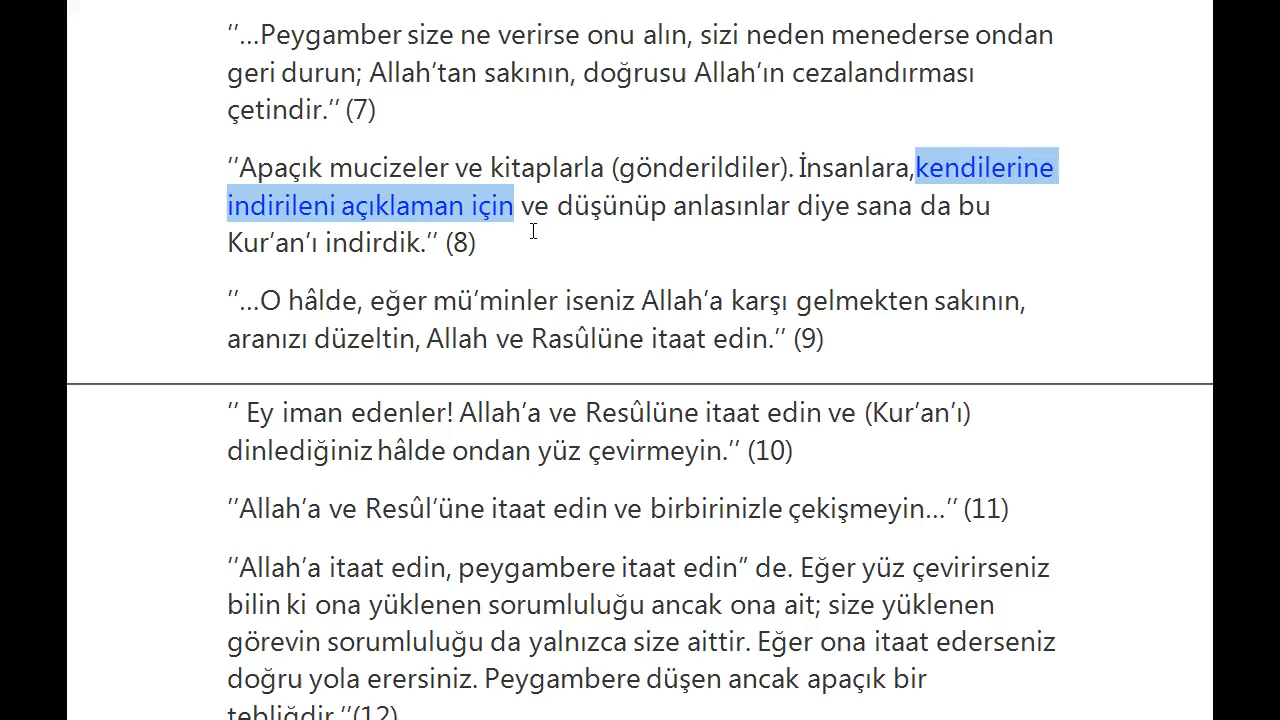 ’’…Peygamber size ne verirse onu alın, sizi neden menederse ondan
geri durun; Allah’tan sakının, doğrusu Allah’ın cezalandırması
çetindir.’’ (7)
’’Apaçık mucizeler ve kitaplarla (gönderildiler). İnsanlara,kendilerine
indirileni açıklaman için ve düşünüp anlasınlar diye sana da bu
Kur’an’ı indirdik.’’ (8)
’’…O hâlde, eğer mü’minler iseniz Allah’a karşı gelmekten sakının,
aranızı düzeltin, Allah ve Rasûlüne itaat edin.’’ (9)
’’ Ey iman edenler! Allah’a ve Resûlüne itaat edin ve (Kur’an’ı)
dinlediğiniz hâlde ondan yüz çevirmeyin.’’ (10)
’’Allah’a ve Resûl’üne itaat edin ve birbirinizle çekişmeyin…’’ (11)
’’Allah’a itaat edin, peygambere itaat edin” de. Eğer yüz çevirirseniz
bilin ki ona yüklenen sorumluluğu ancak ona ait; size yüklenen
görevin sorumluluğu da yalnızca size aittir. Eğer ona itaat ederseniz
doğru yola erersiniz. Peygambere düşen ancak apaçık bir
tebliğdir.’’(12)